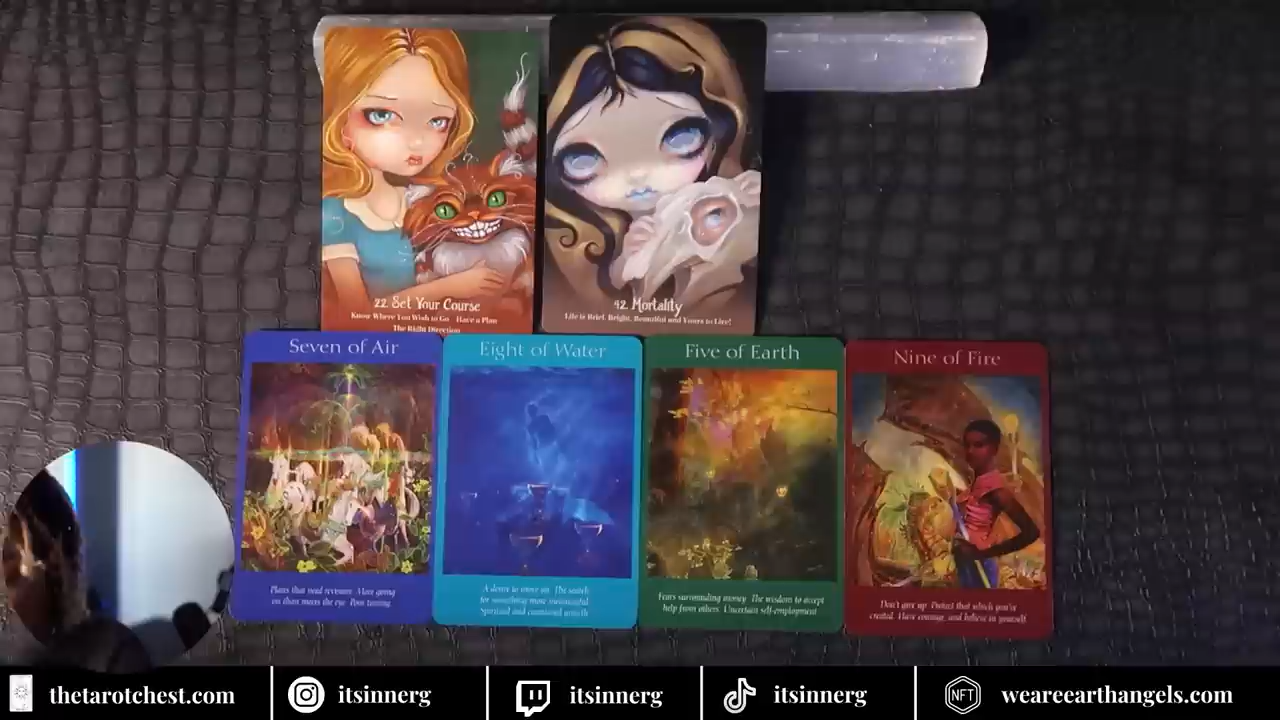 22. Set Your Course
Know Where You Wish to Go Have a Plan
The Right Direction
42. Mortality
Life is Brief, Bright, Beautiful and Yours to Live!
Seven of Air
Eight of Water
Five of Earth
Nine of Fire
Plans that need revision. More going
on than meets the eye. Poor timing.
A desire to move on. The search
for something more meaningful.
Spiritual and emotional growth.
Fears surrounding money. The wisdom to accept
help from others. Uncertain self-employment.
Don't give up. Protect that which you've
created. Have courage, and believe in yourself.
thetarotchest.com
itsinnerg
itsinnerg
itsinnerg
NFT
weareearthangels.com